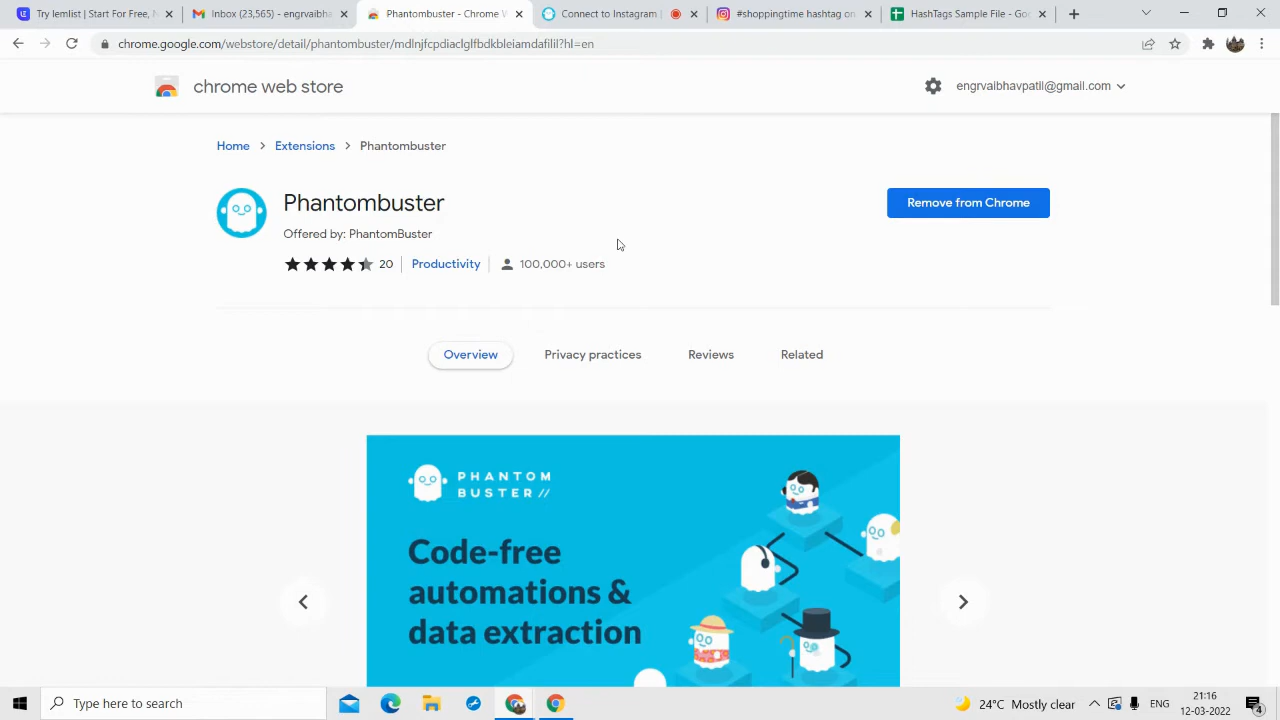 Try lemlist | Start For Free, N
Inbox (23,565) - engrvaibha
Phantombuster - Chrome W
Connect to Instagram |
#shoppingtime hashtag on
HashTags Sample File - Goo
chrome.google.com/webstore/detail/phantombuster/mdlnjfcpdiaclglfbdkbleiamdafilil?hl=en
chrome web store
engrvaibhavpatil@gmail.com
Home > Extensions > Phantombuster
Phantombuster
Remove from Chrome
Offered by: PhantomBuster
20 Productivity 100,000+ users
Overview Privacy practices Reviews Related
PHANTOM
BUSTER//
Code-free
automations &
data extraction
Type here to search
24°C Mostly clear
ENG
21:16
12-03-2022
4